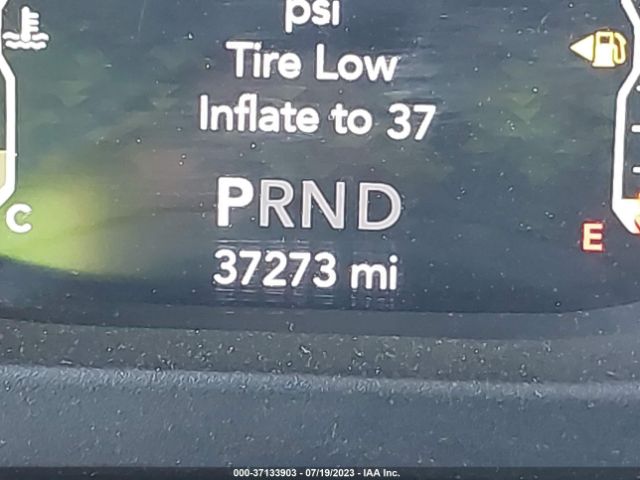 psi
Tire Low
Inflate to 37
PRND
C
E
37273 mi
000-37133903 - 07/19/2023 - IAA Inc.